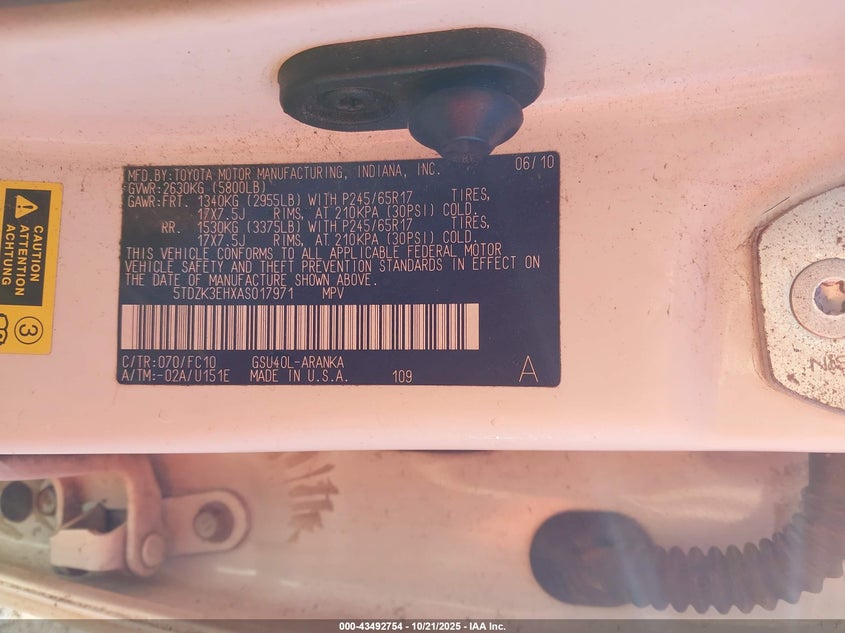 MFD.BY:TOYOTA MOTOR MANUFACTURING, INDIANA, INC. 06/10
GVWR:2630KG (5800LB)
GAWR:FRT. 1340KG (2955LB) WITH P245/65R17 TIRES,
17X7.5J RIMS, AT 210KPA (30PSI) COLD.
RR. 1530KG (3375LB) WITH P245/65R17 TIRES,
17X7.5J RIMS, AT 210KPA (30PSI) COLD.
THIS VEHICLE CONFORMS TO ALL APPLICABLE FEDERAL MOTOR
VEHICLE SAFETY AND THEFT PREVENTION STANDARDS IN EFFECT ON
THE DATE OF MANUFACTURE SHOWN ABOVE.
5TDZK3EHXAS017971 MPV
C/TR:070/FC10 GSU40L-ARANKA
A/TM:-02A/U151E MADE IN U.S.A. 109 A
CAUTION
ATTENTION
ACHTUNG
3
000-43492754 - 10/21/2025 - IAA Inc.